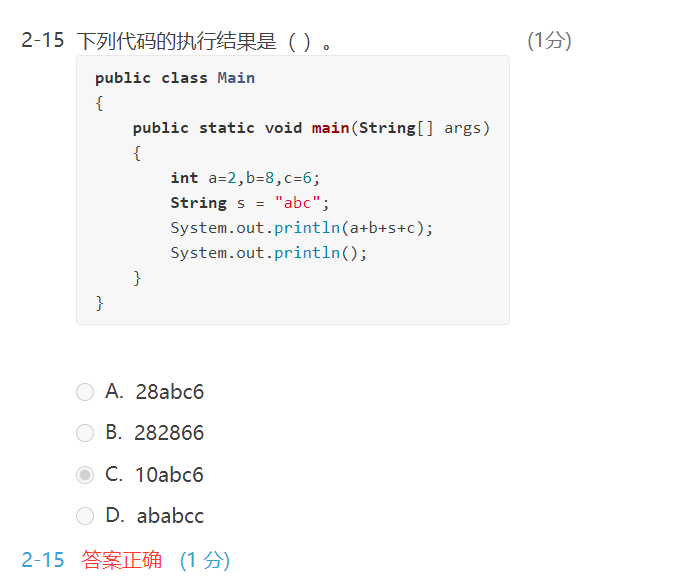 2-15 下列代码的执行结果是（ ）。 (1分)
public class Main
{
    public static void main(String[] args)
    {
        int a=2,b=8,c=6;
        String s = "abc";
        System.out.println(a+b+s+c);
        System.out.println();
    }
}
A. 28abc6
B. 282866
C. 10abc6
D. ababcc
2-15 答案正确 (1 分)